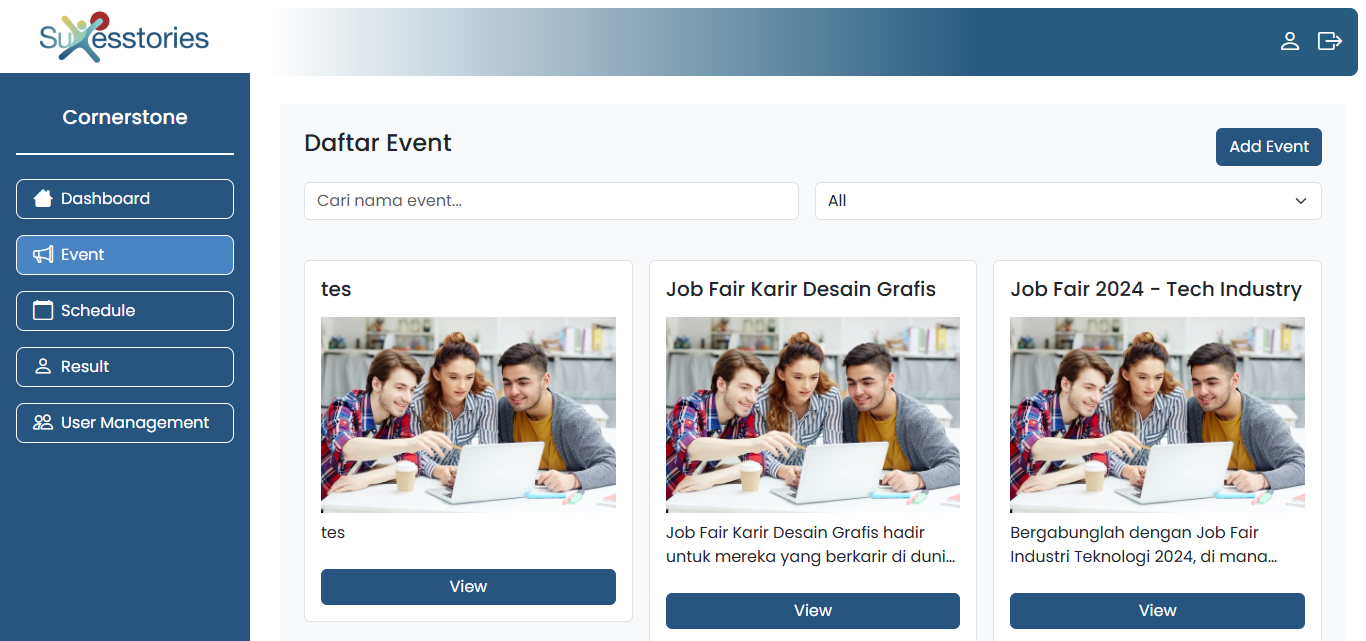 SuXesstories
Cornerstone
Dashboard
Event
Schedule
Result
User Management
Daftar Event
Add Event
Cari nama event...
All
tes
tes
View
Job Fair Karir Desain Grafis
Job Fair Karir Desain Grafis hadir
untuk mereka yang berkarir di duni...
View
Job Fair 2024 - Tech Industry
Bergabunglah dengan Job Fair
Industri Teknologi 2024, di mana...
View